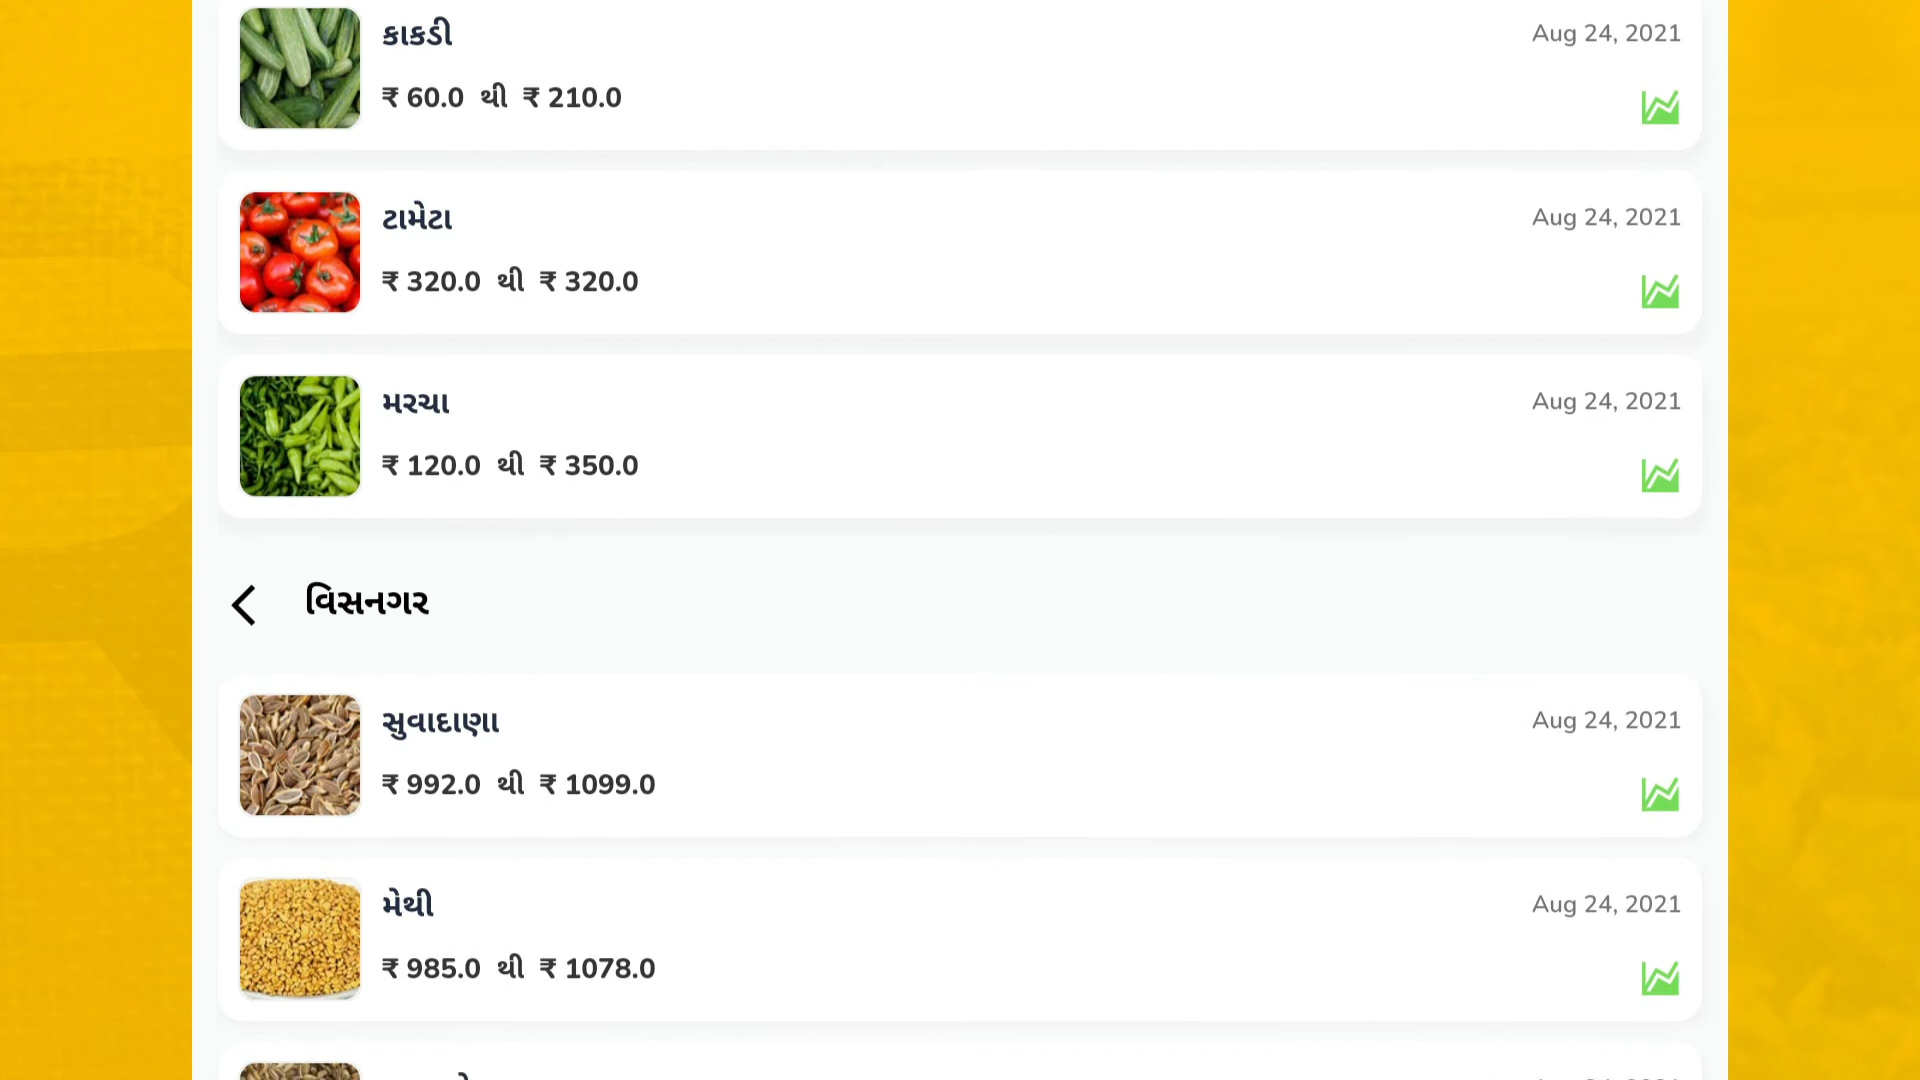 કાકડી
Aug 24, 2021
₹ 60.0 થી ₹ 210.0
ટામેટા
Aug 24, 2021
₹ 320.0 થી ₹ 320.0
મરચા
Aug 24, 2021
₹ 120.0 થી ₹ 350.0
વિસનગર
સુવાદાણા
Aug 24, 2021
₹ 992.0 થી ₹ 1099.0
મેથી
Aug 24, 2021
₹ 985.0 થી ₹ 1078.0